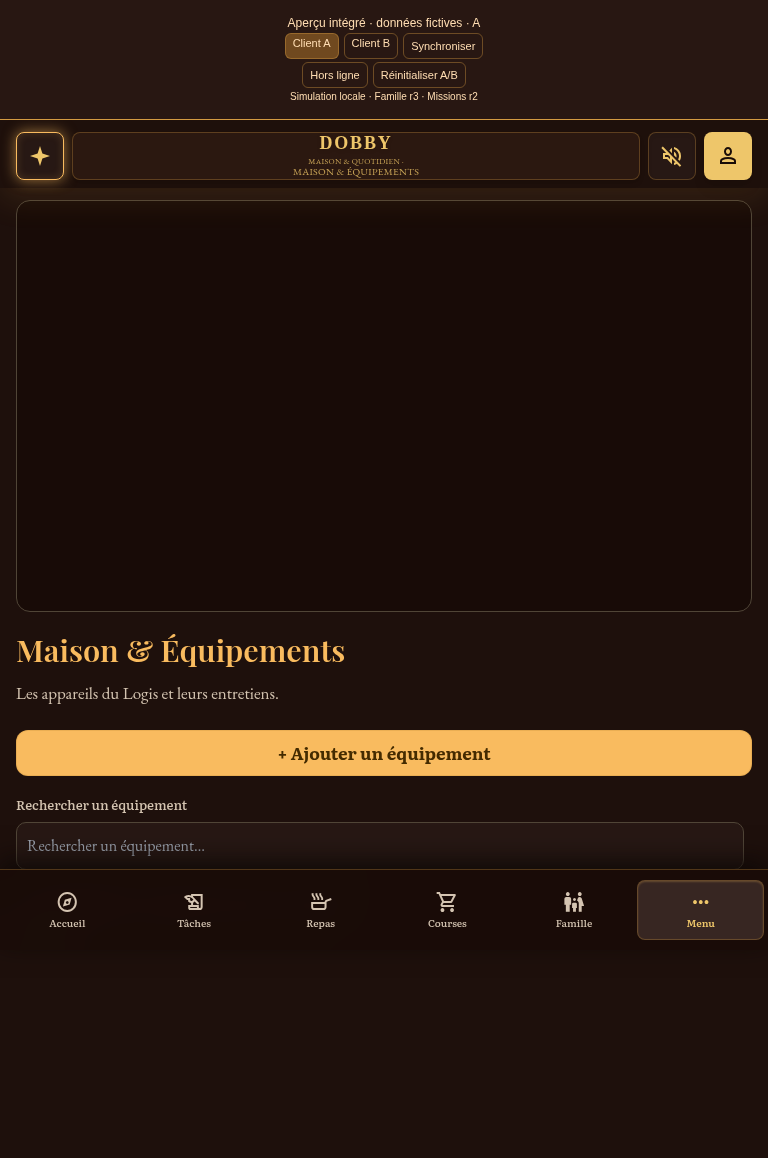 Aperçu intégré · données fictives · A
Client A
Client B
Synchroniser
Hors ligne
Réinitialiser A/B
Simulation locale · Famille r3 · Missions r2
DOBBY
MAISON & QUOTIDIEN ·
MAISON & ÉQUIPEMENTS
Maison & Équipements
Les appareils du Logis et leurs entretiens.
+ Ajouter un équipement
Rechercher un équipement
Rechercher un équipement...
Accueil
Tâches
Repas
Courses
Famille
Menu